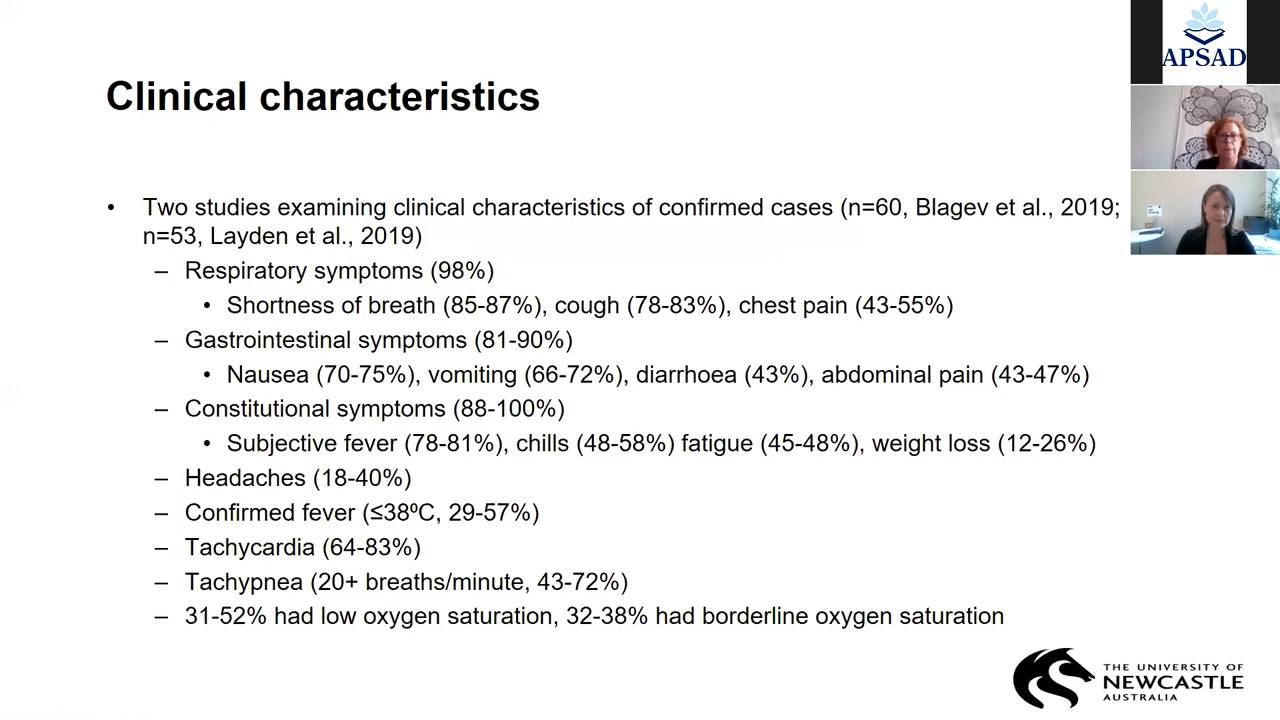 APSAD
Clinical characteristics
• Two studies examining clinical characteristics of confirmed cases (n=60, Blagev et al., 2019;
n=53, Layden et al., 2019)
– Respiratory symptoms (98%)
• Shortness of breath (85-87%), cough (78-83%), chest pain (43-55%)
– Gastrointestinal symptoms (81-90%)
• Nausea (70-75%), vomiting (66-72%), diarrhoea (43%), abdominal pain (43-47%)
– Constitutional symptoms (88-100%)
• Subjective fever (78-81%), chills (48-58%) fatigue (45-48%), weight loss (12-26%)
– Headaches (18-40%)
– Confirmed fever (≤38⁰C, 29-57%)
– Tachycardia (64-83%)
– Tachypnea (20+ breaths/minute, 43-72%)
– 31-52% had low oxygen saturation, 32-38% had borderline oxygen saturation
THE UNIVERSITY OF
NEWCASTLE
AUSTRALIA